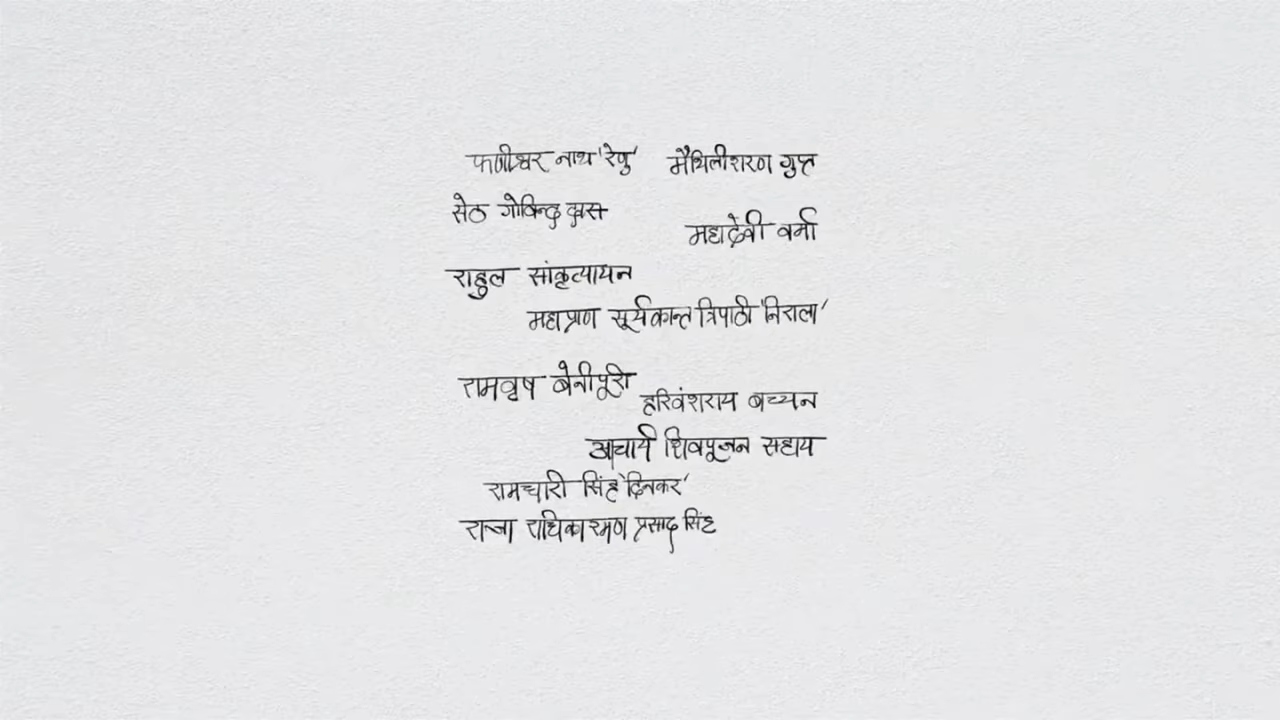 फणीश्वर नाथ 'रेणु' मैथिलीशरण गुप्त
सेठ गोविन्द दास
महादेवी वर्मा
राहुल सांकृत्यायन
महाप्राण सूर्यकान्त त्रिपाठी 'निराला'
रामवृष बेनीपूरी
हरिवंशराय बच्चन
आचार्य शिवपूजन सहाय
रामधारी सिंह 'दिनकर'
राजा राधिकारमण प्रसाद सिंह